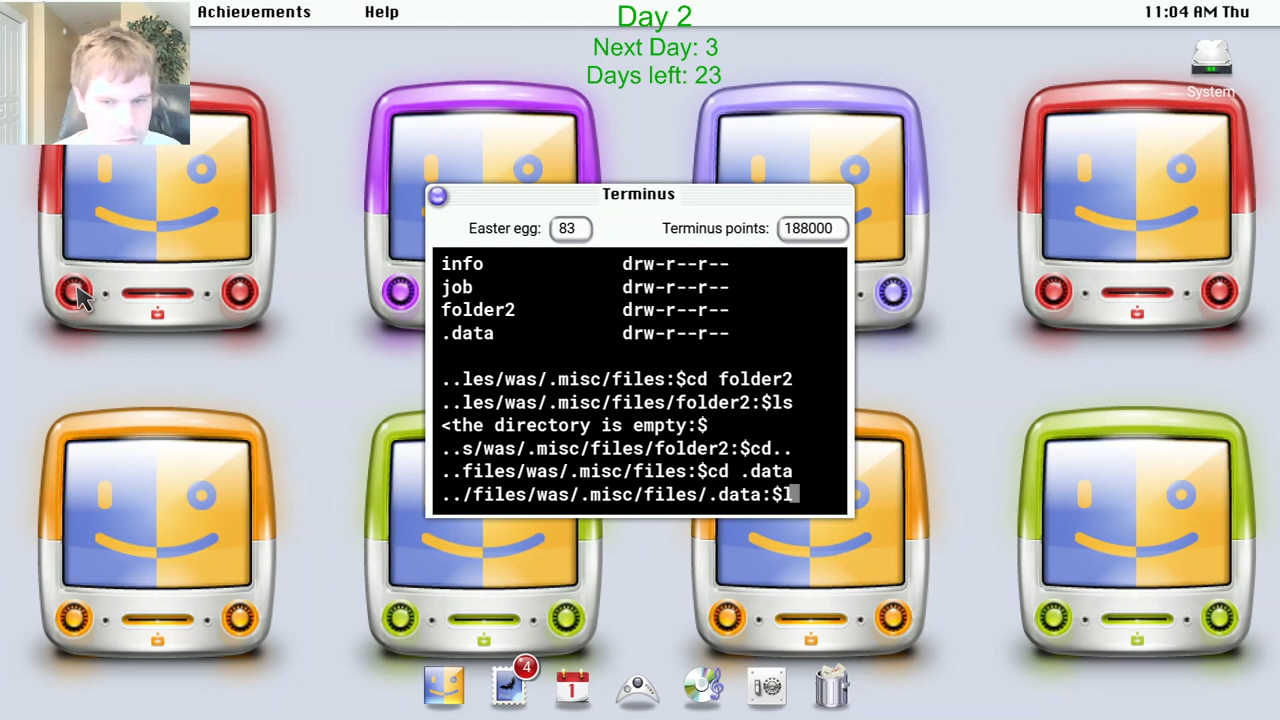 Achievements Help Day 2 11:04 AM Thu
Next Day: 3
Days left: 23
System
4
1
Terminus
Easter egg: 83 Terminus points: 188000
info drw-r--r--
job drw-r--r--
folder2 drw-r--r--
.data drw-r--r--
..les/was/.misc/files:$cd folder2
..les/was/.misc/files/folder2:$ls
<the directory is empty:$
..s/was/.misc/files/folder2:$cd..
..files/was/.misc/files:$cd .data
../files/was/.misc/files/.data:$l